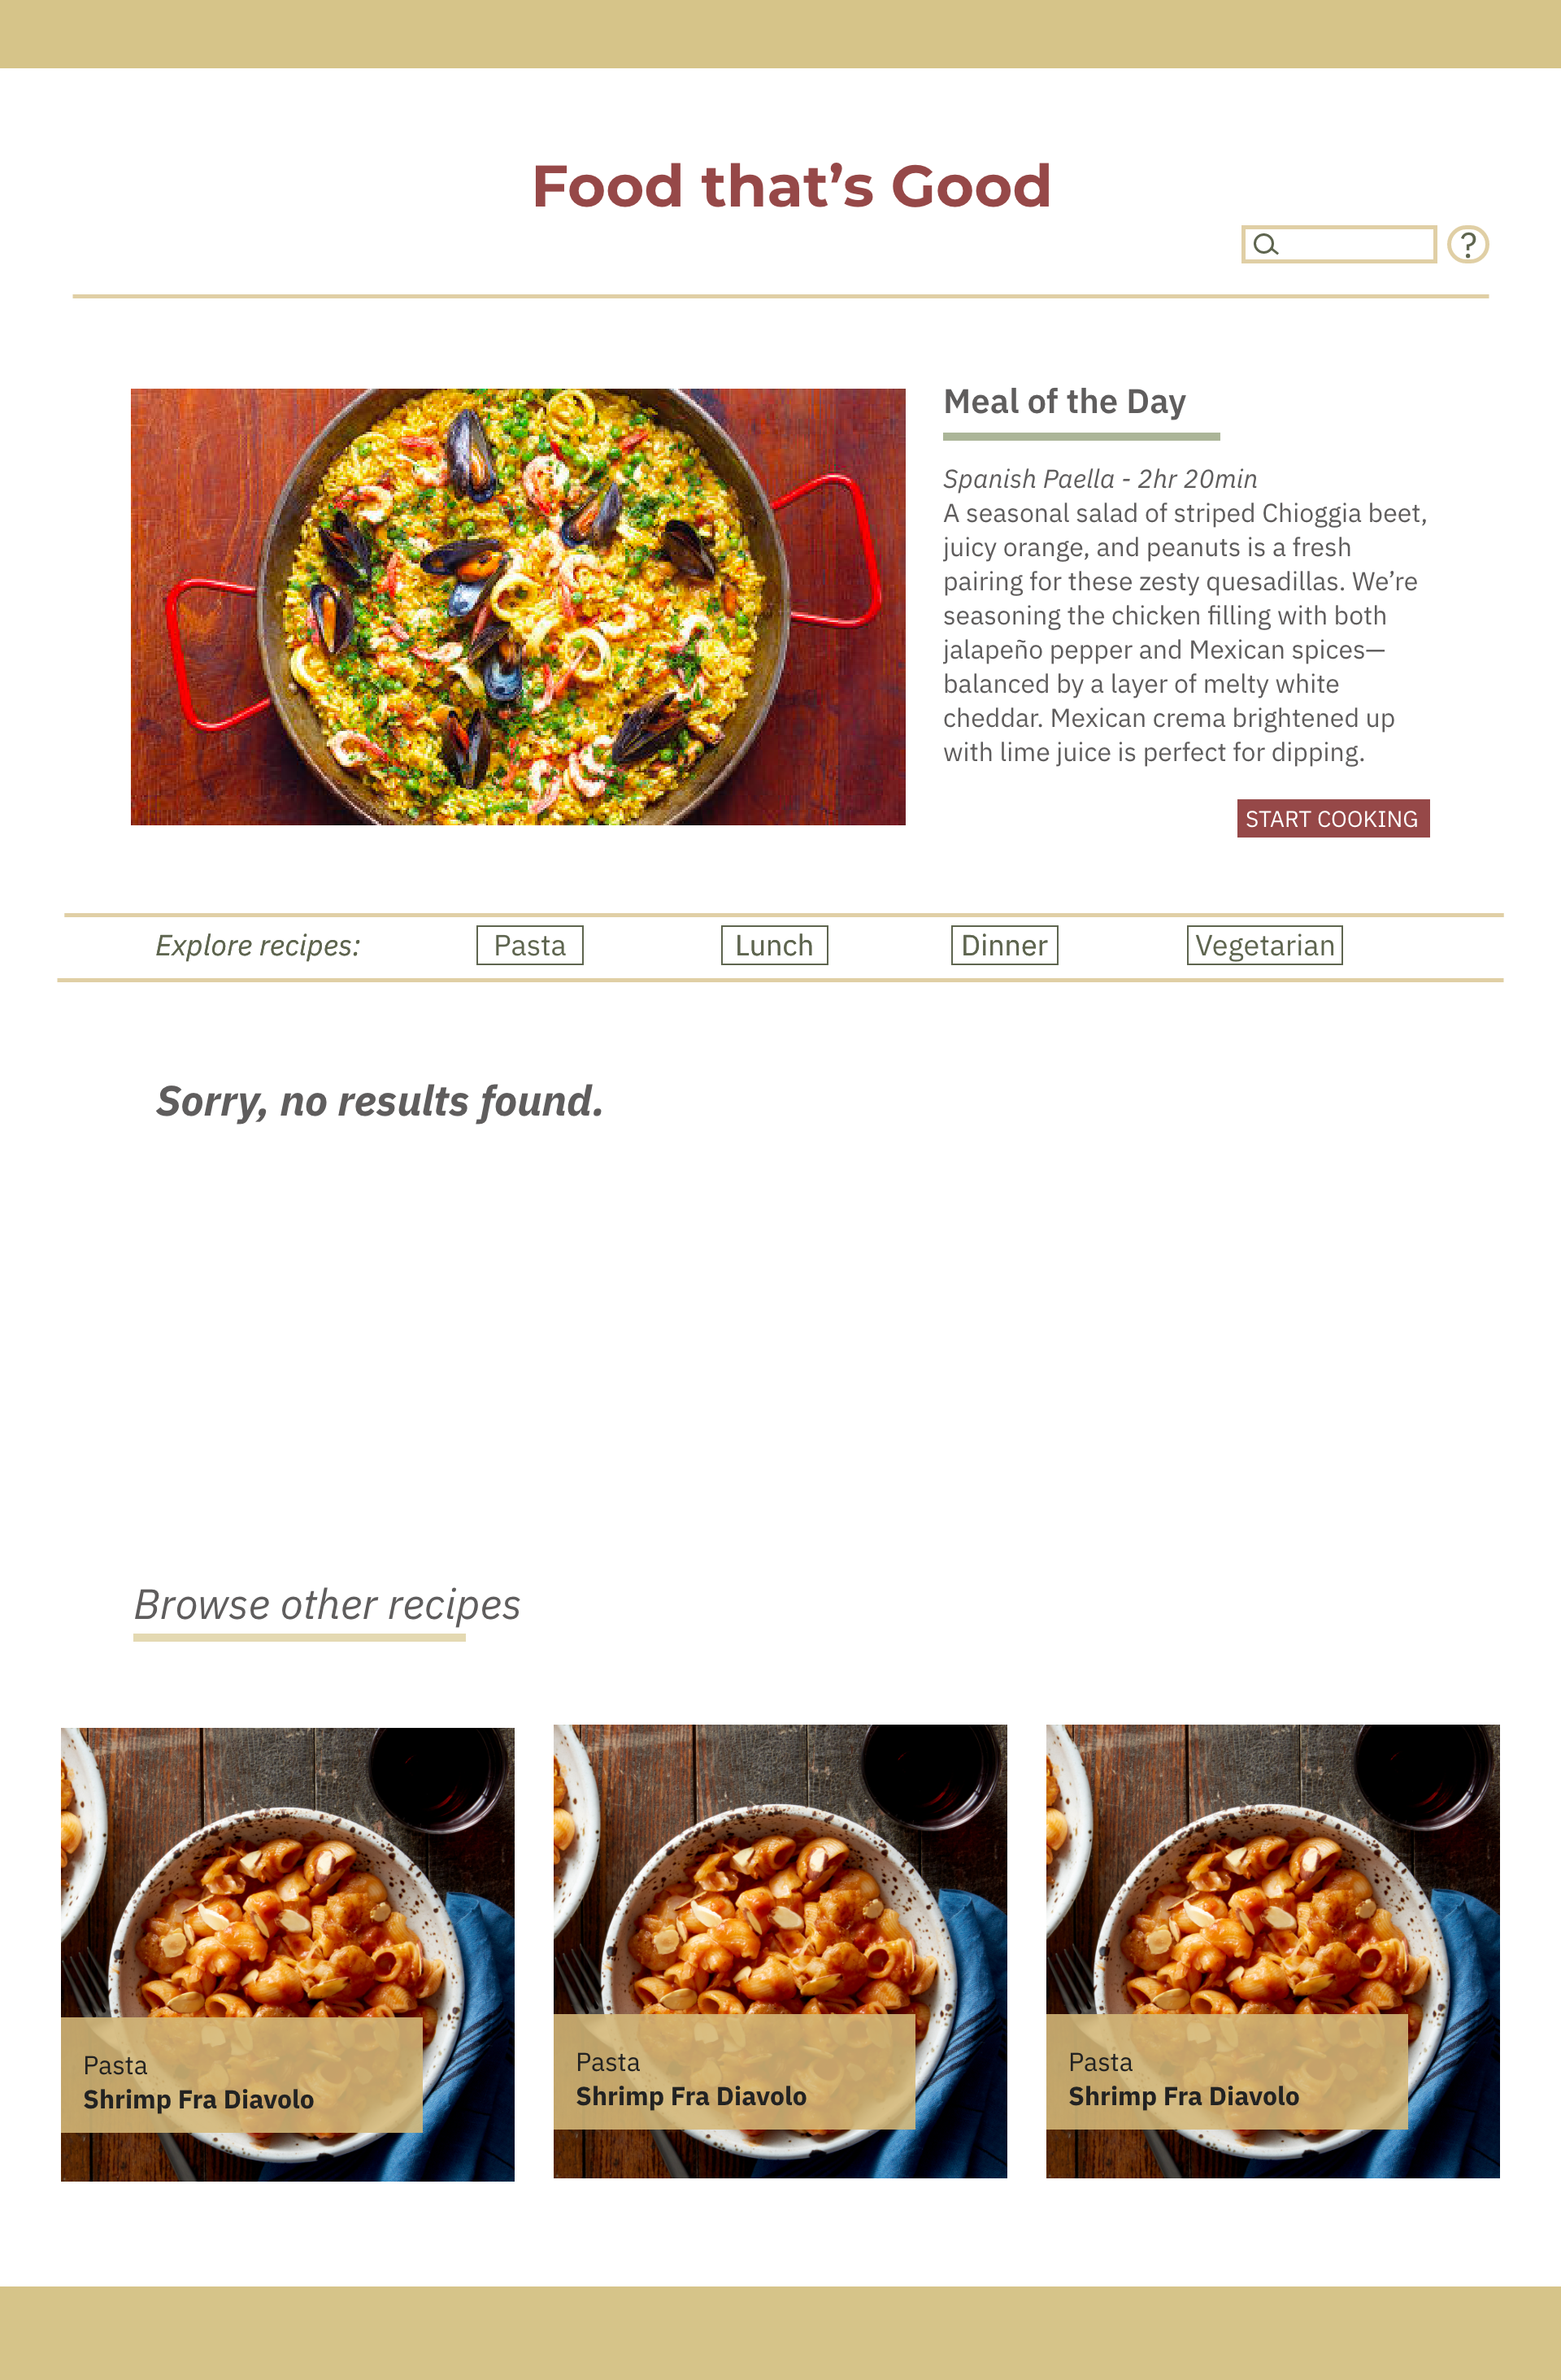 Food that’s Good
?
Meal of the Day
Spanish Paella - 2hr 20min
A seasonal salad of striped Chioggia beet,
juicy orange, and peanuts is a fresh
pairing for these zesty quesadillas. We’re
seasoning the chicken filling with both
jalapeño pepper and Mexican spices—
balanced by a layer of melty white
cheddar. Mexican crema brightened up
with lime juice is perfect for dipping.
START COOKING
Explore recipes: Pasta Lunch Dinner Vegetarian
Sorry, no results found.
Browse other recipes
Pasta
Shrimp Fra Diavolo
Pasta
Shrimp Fra Diavolo
Pasta
Shrimp Fra Diavolo